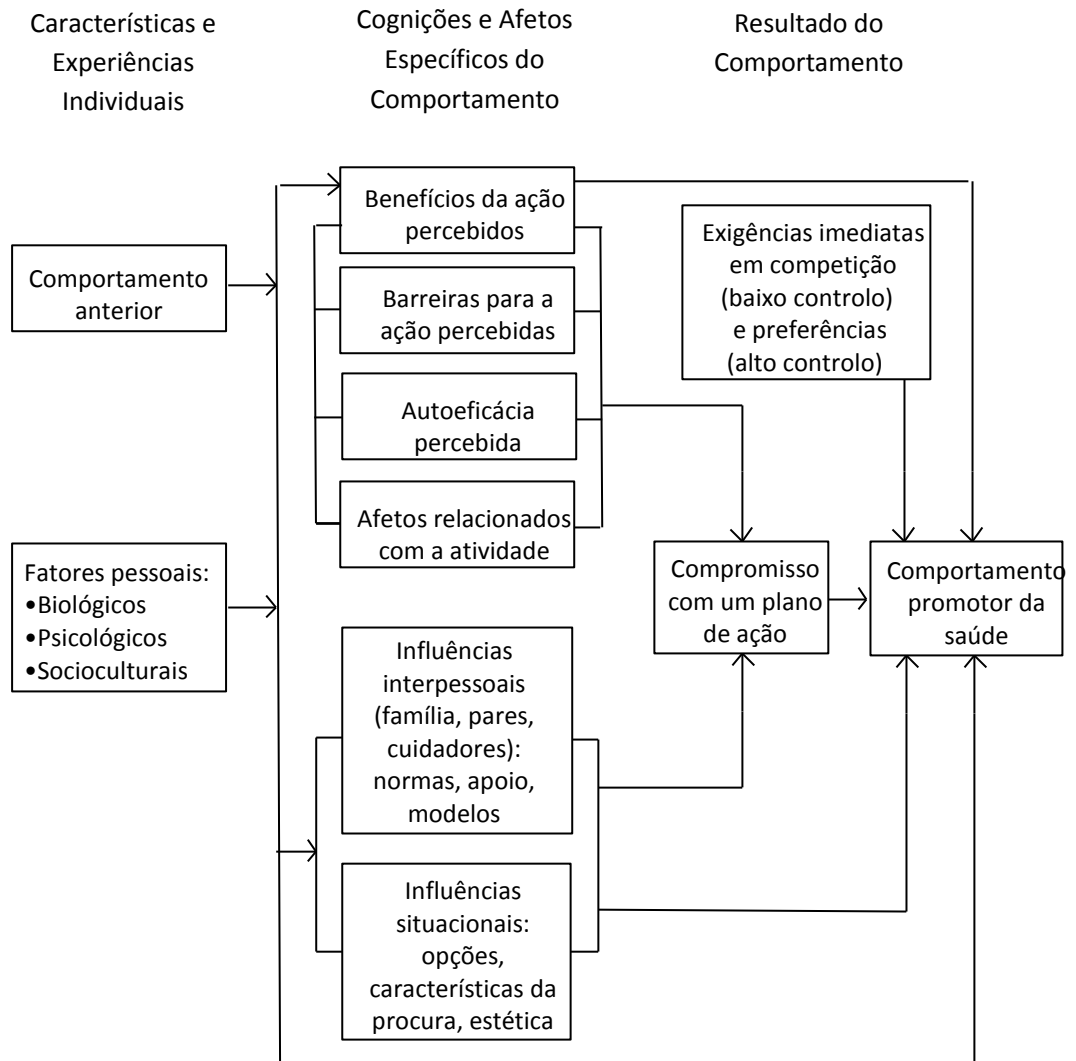 Características e
Experiências
Individuais
Cognições e Afetos
Específicos do
Comportamento
Resultado do
Comportamento
Comportamento
anterior
Fatores pessoais:
•Biológicos
•Psicológicos
•Socioculturais
Benefícios da ação
percebidos
Barreiras para a
ação percebidas
Autoeficácia
percebida
Afetos relacionados
com a atividade
Influências
interpessoais
(família, pares,
cuidadores):
normas, apoio,
modelos
Influências
situacionais:
opções,
características da
procura, estética
Exigências imediatas
em competição
(baixo controlo)
e preferências
(alto controlo)
Compromisso
com um plano
de ação
Comportamento
promotor da
saúde